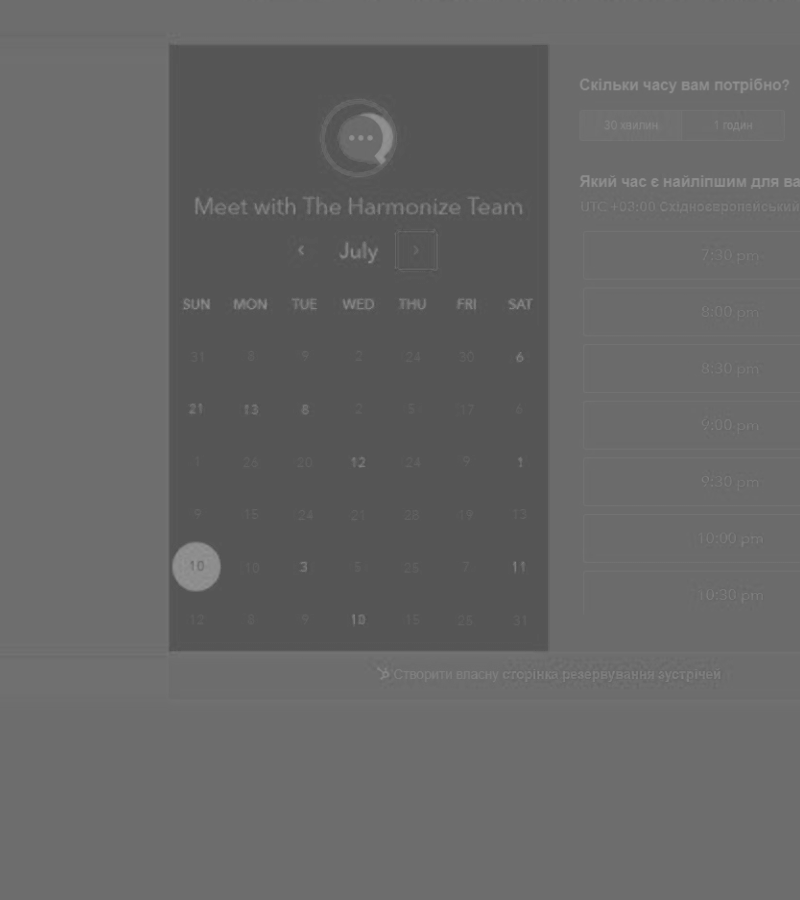 Meet with The Harmonize Team
‹ July ›
SUN MON TUE WED THU FRI SAT
31 8 9 2 24 30 6
21 13 8 2 5 17 6
1 26 20 12 24 9 1
9 15 24 21 28 19 13
10 10 3 5 25 7 11
12 8 9 10 15 25 31
Скільки часу вам потрібно?
30 хвилин 1 годин
Який час є найліпшим для ва
UTC +03:00 Східноєвропейський
7:30 pm
8:00 pm
8:30 pm
9:00 pm
9:30 pm
10:00 pm
10:30 pm
Створити власну сторінка резервування зустрічей